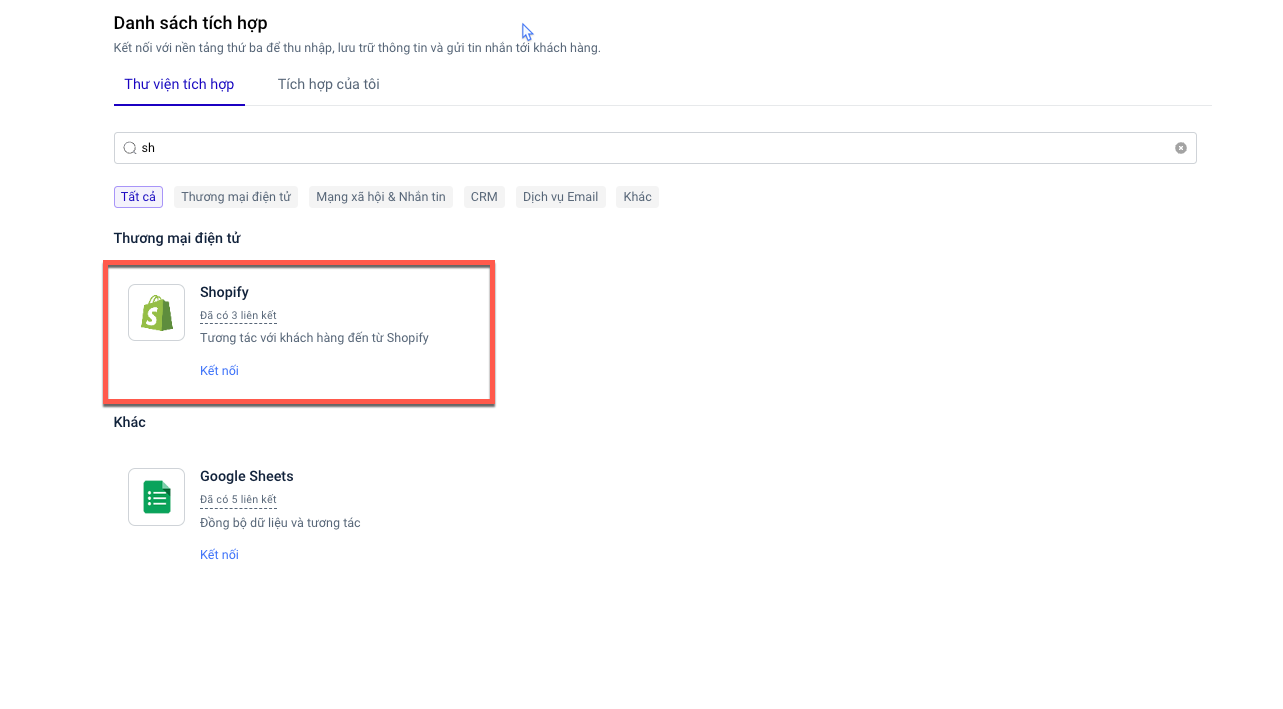 Danh sách tích hợp
Kết nối với nền tảng thứ ba để thu nhập, lưu trữ thông tin và gửi tin nhắn tới khách hàng.
Thư viện tích hợp
Tích hợp của tôi
sh
Tất cả
Thương mại điện tử
Mạng xã hội & Nhắn tin
CRM
Dịch vụ Email
Khác
Thương mại điện tử
Shopify
Đã có 3 liên kết
Tương tác với khách hàng đến từ Shopify
Kết nối
Khác
Google Sheets
Đã có 5 liên kết
Đồng bộ dữ liệu và tương tác
Kết nối